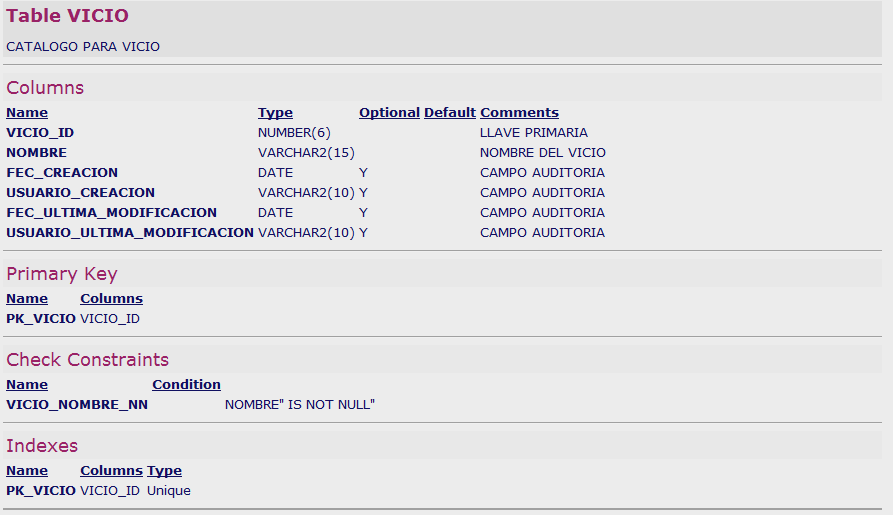 Table VICIO
CATALOGO PARA VICIO
Columns
Name Type Optional Default Comments
VICIO_ID NUMBER(6) LLAVE PRIMARIA
NOMBRE VARCHAR2(15) NOMBRE DEL VICIO
FEC_CREACION DATE Y CAMPO AUDITORIA
USUARIO_CREACION VARCHAR2(10) Y CAMPO AUDITORIA
FEC_ULTIMA_MODIFICACION DATE Y CAMPO AUDITORIA
USUARIO_ULTIMA_MODIFICACION VARCHAR2(10) Y CAMPO AUDITORIA
Primary Key
Name Columns
PK_VICIO VICIO_ID
Check Constraints
Name Condition
VICIO_NOMBRE_NN NOMBRE" IS NOT NULL"
Indexes
Name Columns Type
PK_VICIO VICIO_ID Unique